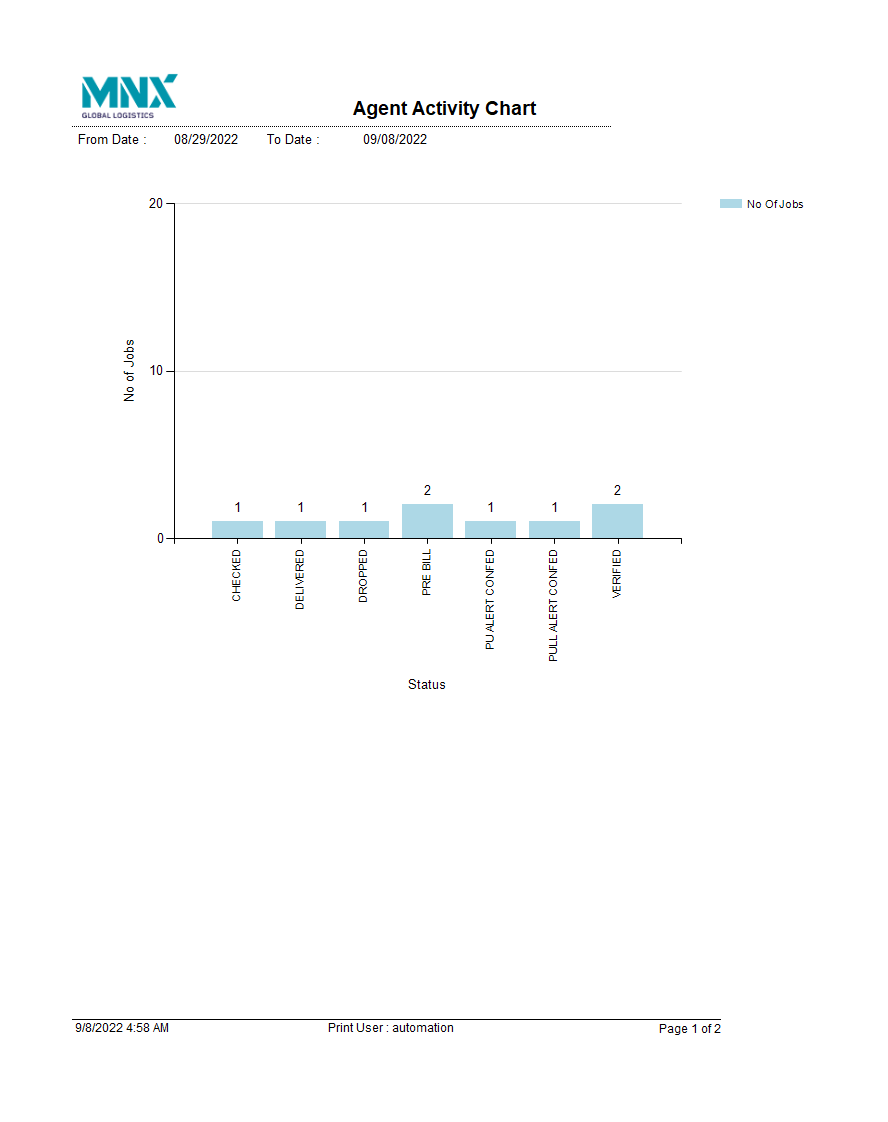 MNX
GLOBAL LOGISTICS
Agent Activity Chart
From Date : 08/29/2022 To Date : 09/08/2022
20
No Of Jobs
No of Jobs
10
2 2
1 1 1 1 1
0
CHECKED
DELIVERED
DROPPED
PRE BILL
PU ALERT CONFED
PULL ALERT CONFED
VERIFIED
Status
9/8/2022 4:58 AM Print User : automation Page 1 of 2